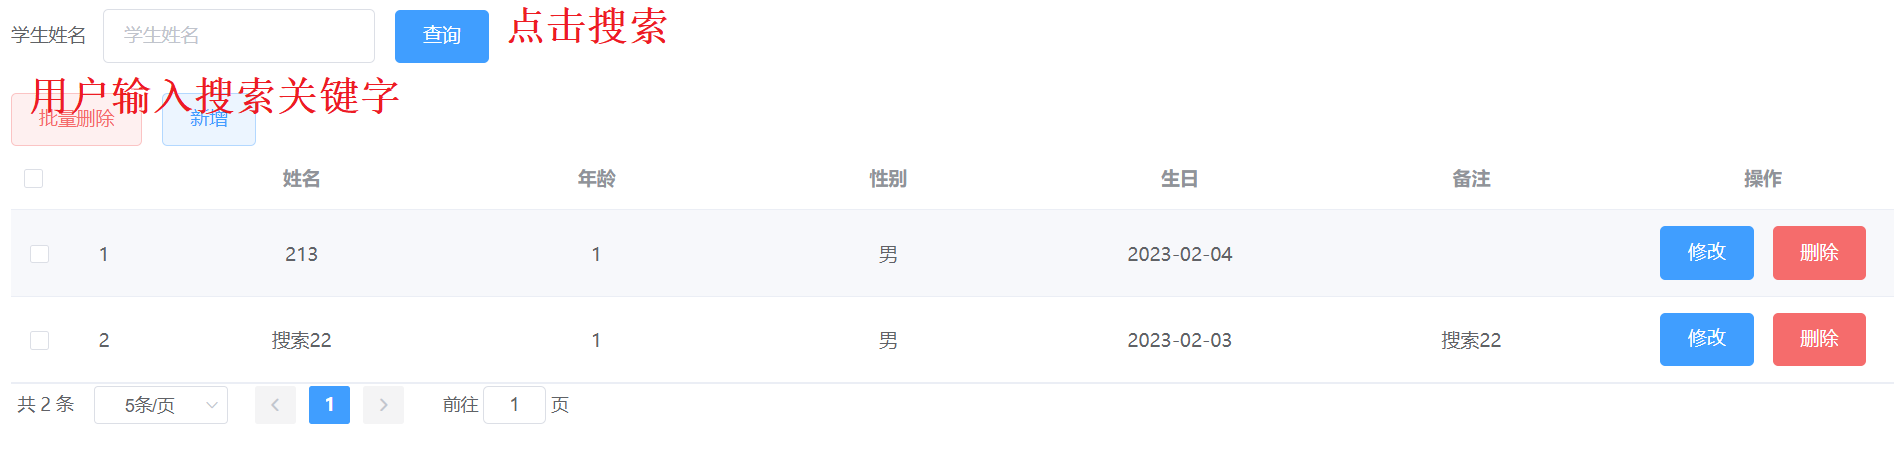 学生姓名 学生姓名 查询 点击搜索
用户输入搜索关键字
批量删除 新增
姓名 年龄 性别 生日 备注 操作
1 213 1 男 2023-02-04 修改 删除
2 搜索22 1 男 2023-02-03 搜索22 修改 删除
共 2 条 5条/页 1 前往 1 页